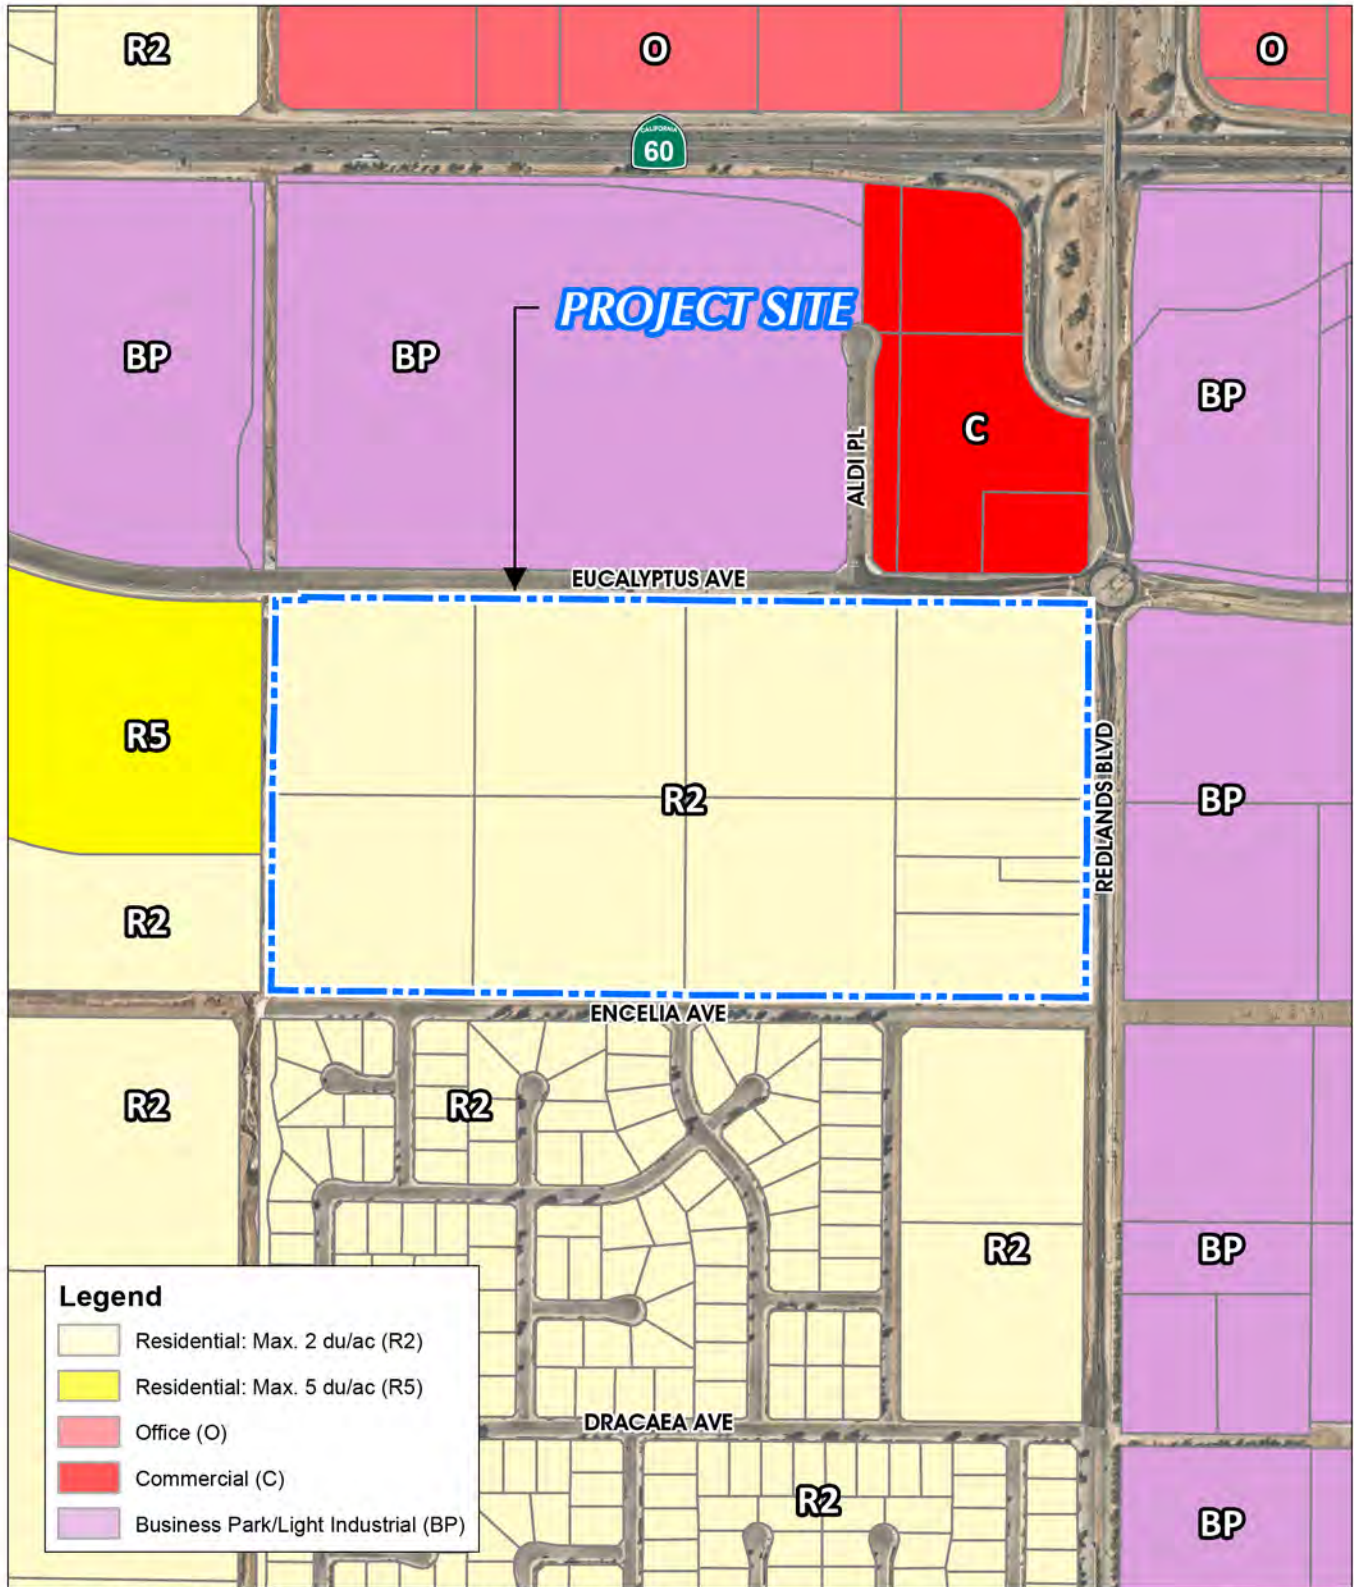 R2
O
O
CALIFORNIA
60
PROJECT SITE
BP
BP
BP
C
ALDI PL
EUCALYPTUS AVE
R5
R2
REDLANDS BLVD
BP
R2
ENCELIA AVE
R2
R2
R2
BP
Legend
Residential: Max. 2 du/ac (R2)
Residential: Max. 5 du/ac (R5)
Office (O)
Commercial (C)
Business Park/Light Industrial (BP)
DRACAEA AVE
R2
BP